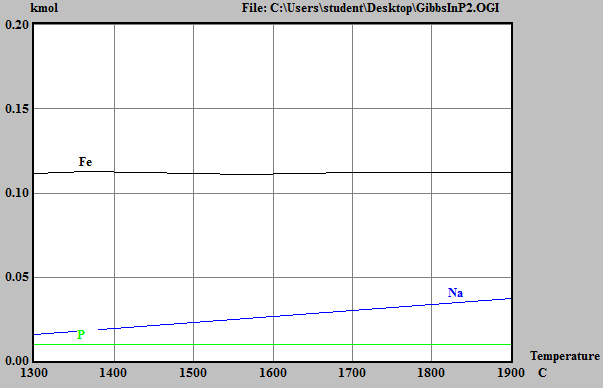 kmol File: C:\Users\student\Desktop\GibbsInP2.OGI
0.20
0.15
Fe
0.10
0.05
Na
P
0.00
Temperature
1300 1400 1500 1600 1700 1800 1900 C